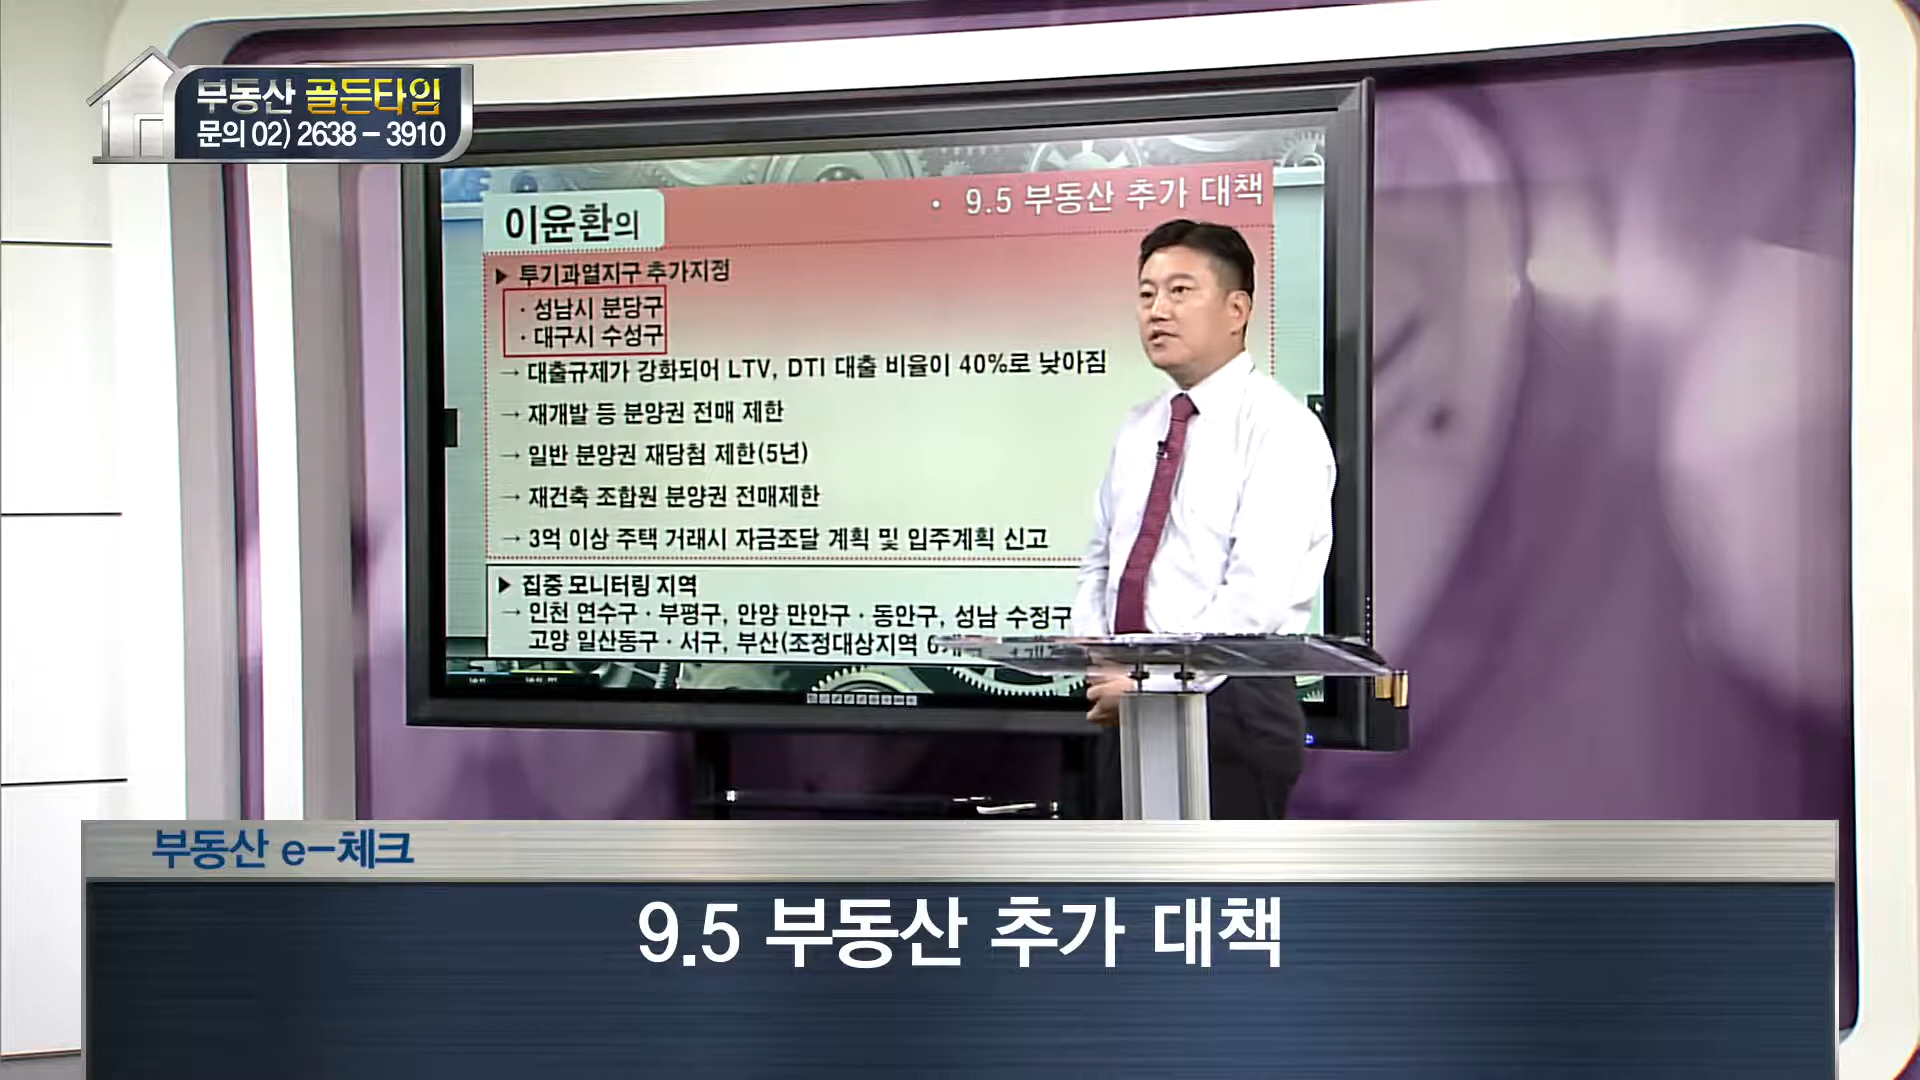 부동산 골든타임
문의 02) 2638 - 3910
이윤환의
• 9.5 부동산 추가 대책
▶ 투기과열지구 추가지정
· 성남시 분당구
· 대구시 수성구
→ 대출규제가 강화되어 LTV, DTI 대출 비율이 40%로 낮아짐
→ 재개발 등 분양권 전매 제한
→ 일반 분양권 재당첨 제한(5년)
→ 재건축 조합원 분양권 전매제한
→ 3억 이상 주택 거래시 자금조달 계획 및 입주계획 신고
▶ 집중 모니터링 지역
→ 인천 연수구 · 부평구, 안양 만안구 · 동안구, 성남 수정구
고양 일산동구 · 서구, 부산(조정대상지역
부동산 e-체크
9.5 부동산 추가 대책